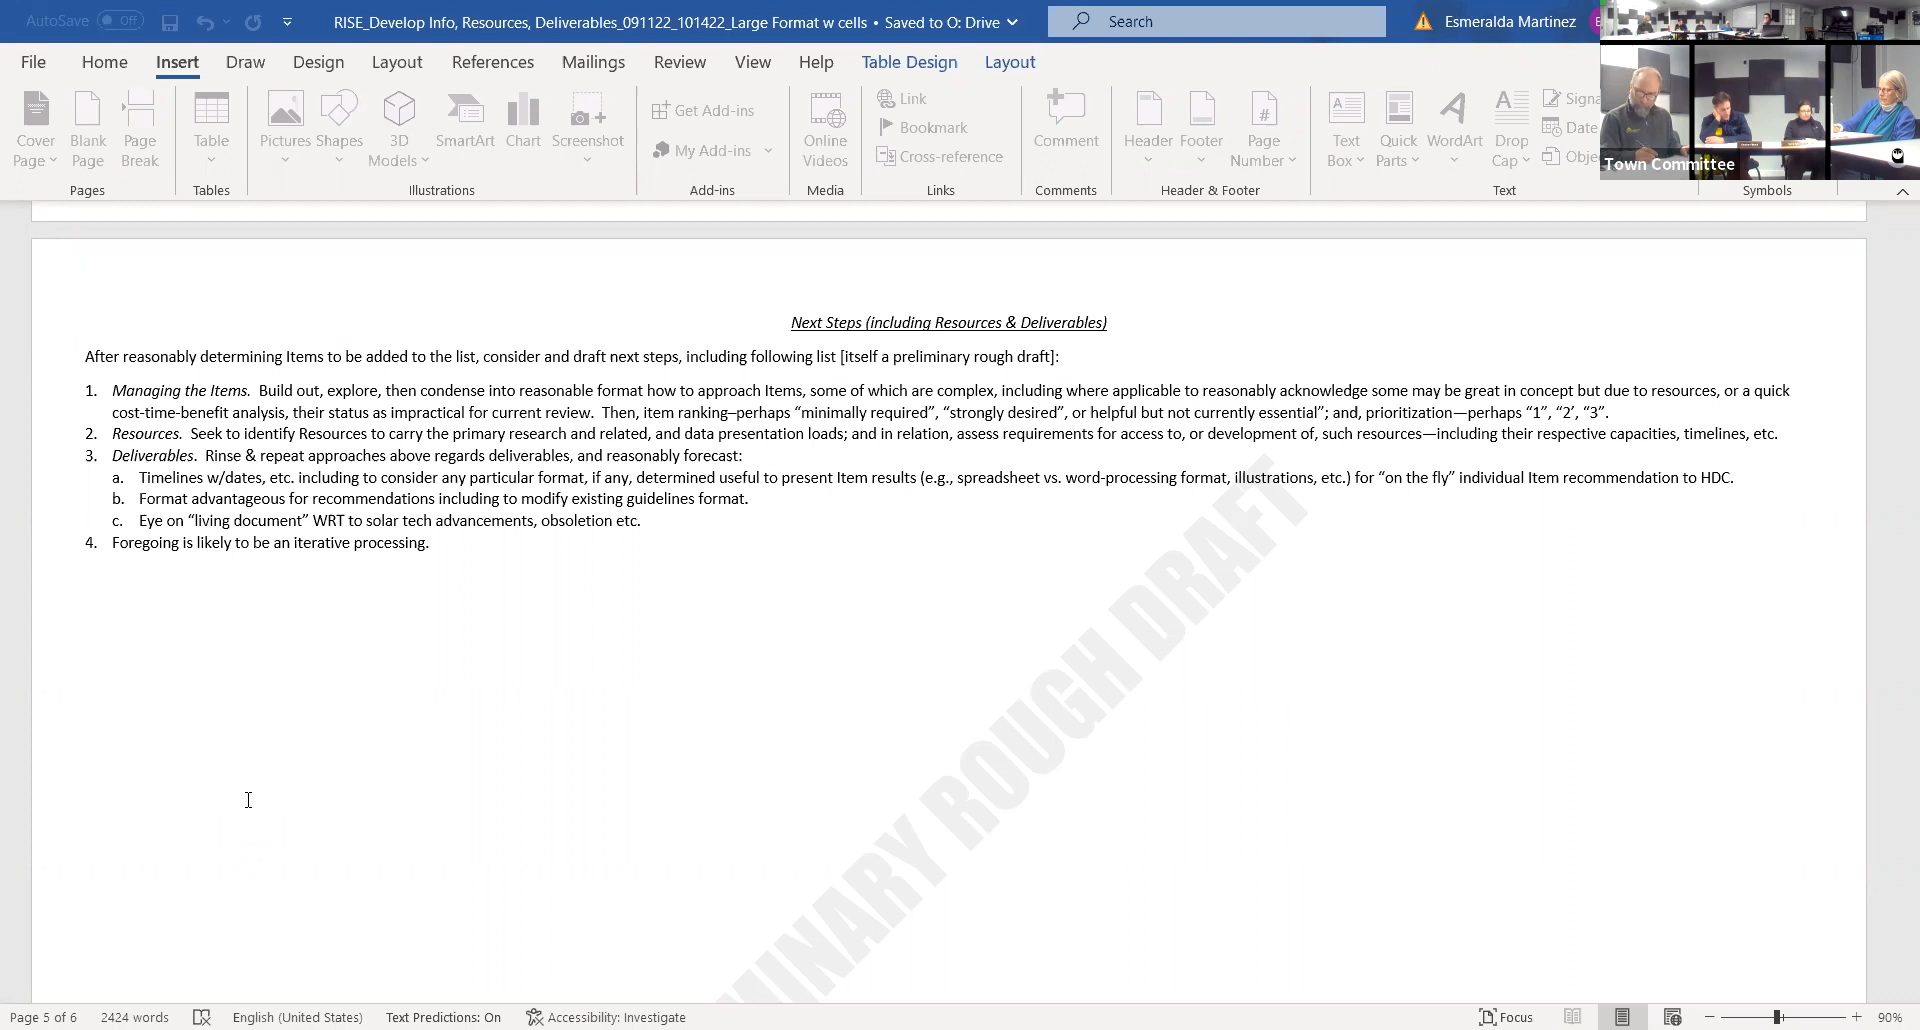 AutoSave Off RISE_Develop Info, Resources, Deliverables_091122_101422_Large Format w cells • Saved to O: Drive Search Esmeralda Martinez
File Home Insert Draw Design Layout References Mailings Review View Help Table Design Layout
Cover Page Blank Page Page Break Table Pictures Shapes 3D Models SmartArt Chart Screenshot Get Add-ins My Add-ins Online Videos Link Bookmark Cross-reference Comment Header Footer Page Number Text Box Quick Parts WordArt Drop Cap Signa Date Obje
Pages Tables Illustrations Add-ins Media Links Comments Header & Footer Text Symbols
Town Committee
Next Steps (including Resources & Deliverables)
After reasonably determining Items to be added to the list, consider and draft next steps, including following list [itself a preliminary rough draft]:
1. Managing the Items. Build out, explore, then condense into reasonable format how to approach Items, some of which are complex, including where applicable to reasonably acknowledge some may be great in concept but due to resources, or a quick
cost-time-benefit analysis, their status as impractical for current review. Then, item ranking–perhaps “minimally required”, “strongly desired”, or helpful but not currently essential”; and, prioritization—perhaps “1”, “2’, “3”.
2. Resources. Seek to identify Resources to carry the primary research and related, and data presentation loads; and in relation, assess requirements for access to, or development of, such resources—including their respective capacities, timelines, etc.
3. Deliverables. Rinse & repeat approaches above regards deliverables, and reasonably forecast:
a. Timelines w/dates, etc. including to consider any particular format, if any, determined useful to present Item results (e.g., spreadsheet vs. word-processing format, illustrations, etc.) for “on the fly” individual Item recommendation to HDC.
b. Format advantageous for recommendations including to modify existing guidelines format.
c. Eye on “living document” WRT to solar tech advancements, obsoletion etc.
4. Foregoing is likely to be an iterative processing.
MINARY ROUGH DRAFT
Page 5 of 6 2424 words English (United States) Text Predictions: On Accessibility: Investigate Focus 90%